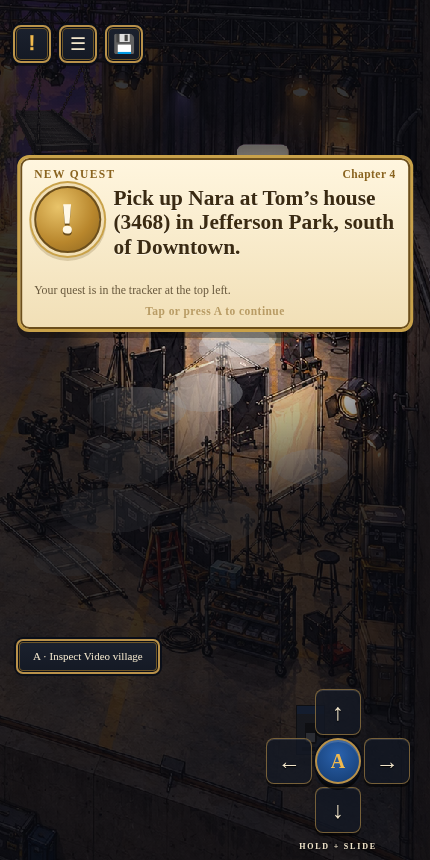 !
☰
💾
NEW QUEST
Chapter 4
!
Pick up Nara at Tom’s house
(3468) in Jefferson Park, south
of Downtown.
Your quest is in the tracker at the top left.
Tap or press A to continue
A · Inspect Video village
↑
← A →
↓
HOLD + SLIDE